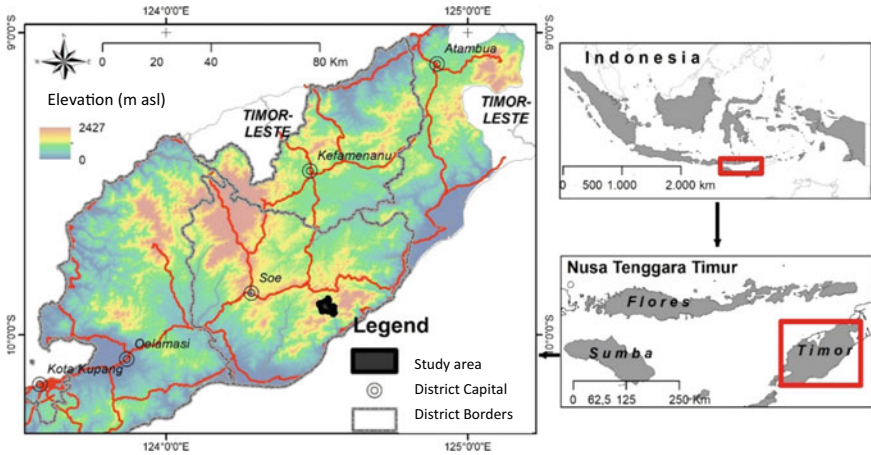 124°0'0"E 125°0'0"E
9°0'0"S 9°0'0"S
0 20 40 80 Km
Atambua
Elevation (m asl)
2427
0
TIMOR-
LESTE
TIMOR-
LESTE
Kefamenanu
Soe
Oelamasi
Kota Kupang
10°0'0"S 10°0'0"S
Legend
Study area
District Capital
District Borders
124°0'0"E 125°0'0"E
Indonesia
0 500 1.000 2.000 km
Nusa Tenggara Timur
Flores
Sumba
Timor
0 62,5 125 250 Km